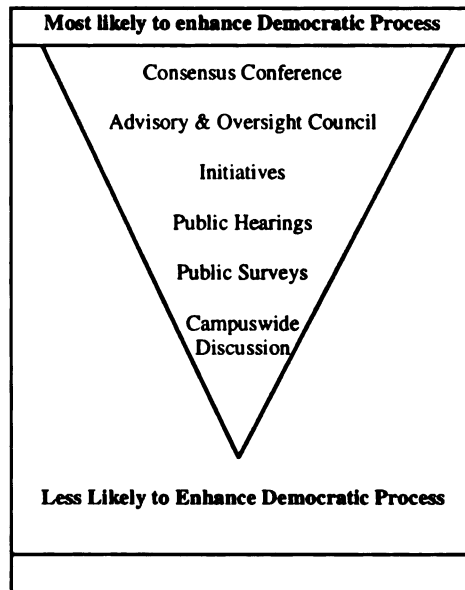 Most likely to enhance Democratic Process
Consensus Conference
Advisory & Oversight Council
Initiatives
Public Hearings
Public Surveys
Campuswide
Discussion
Less Likely to Enhance Democratic Process